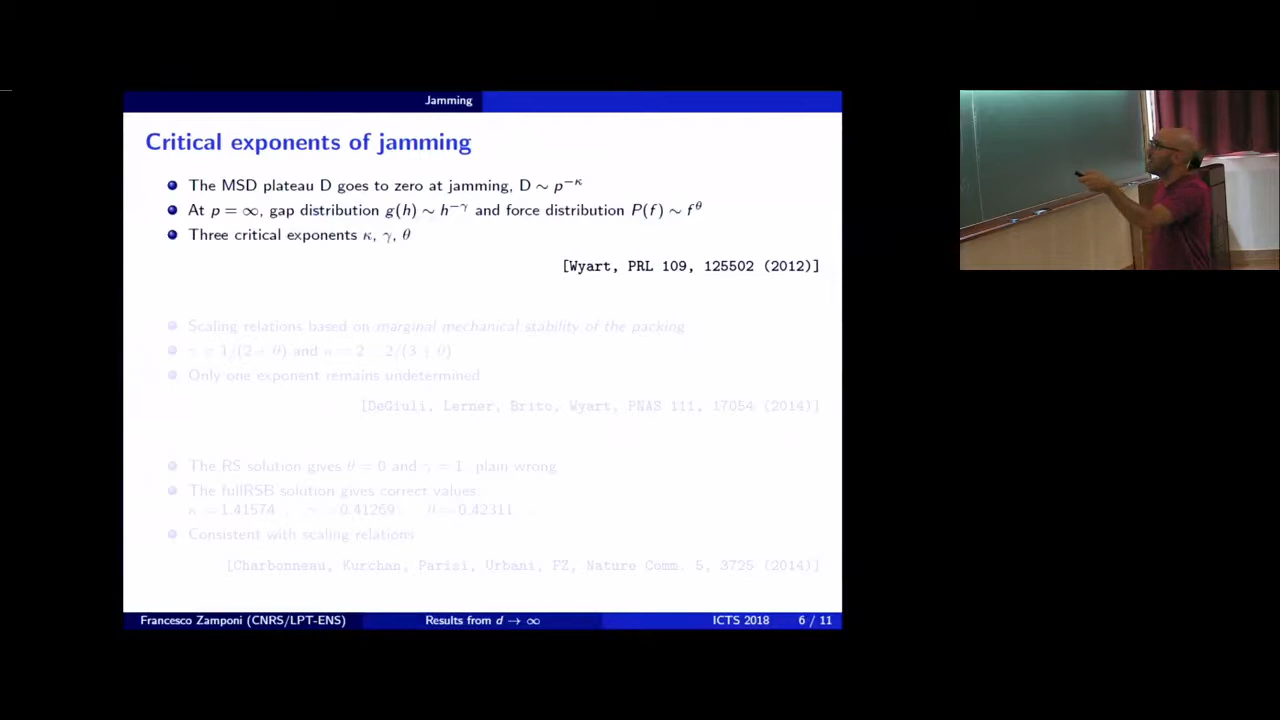 Jamming
Critical exponents of jamming
The MSD plateau D goes to zero at jamming, D ∼ p^{−κ}
At p = ∞, gap distribution g(h) ∼ h^{−γ} and force distribution P(f) ∼ f^θ
Three critical exponents κ, γ, θ
[Wyart, PRL 109, 125502 (2012)]
Scaling relations based on marginal mechanical stability of the packing
γ = 1/(2 + θ) and κ = 2 − 2/(3 + θ)
Only one exponent remains undetermined
[DeGiuli, Lerner, Brito, Wyart, PNAS 111, 17054 (2014)]
The RS solution gives θ = 0 and γ = 1, plain wrong
The fullRSB solution gives correct values:
κ = 1.41574... γ = 0.41269... θ = 0.42311...
Consistent with scaling relations
[Charbonneau, Kurchan, Parisi, Urbani, FZ, Nature Comm. 5, 3725 (2014)]
Francesco Zamponi (CNRS/LPT-ENS) Results from d → ∞ ICTS 2018 6 / 11